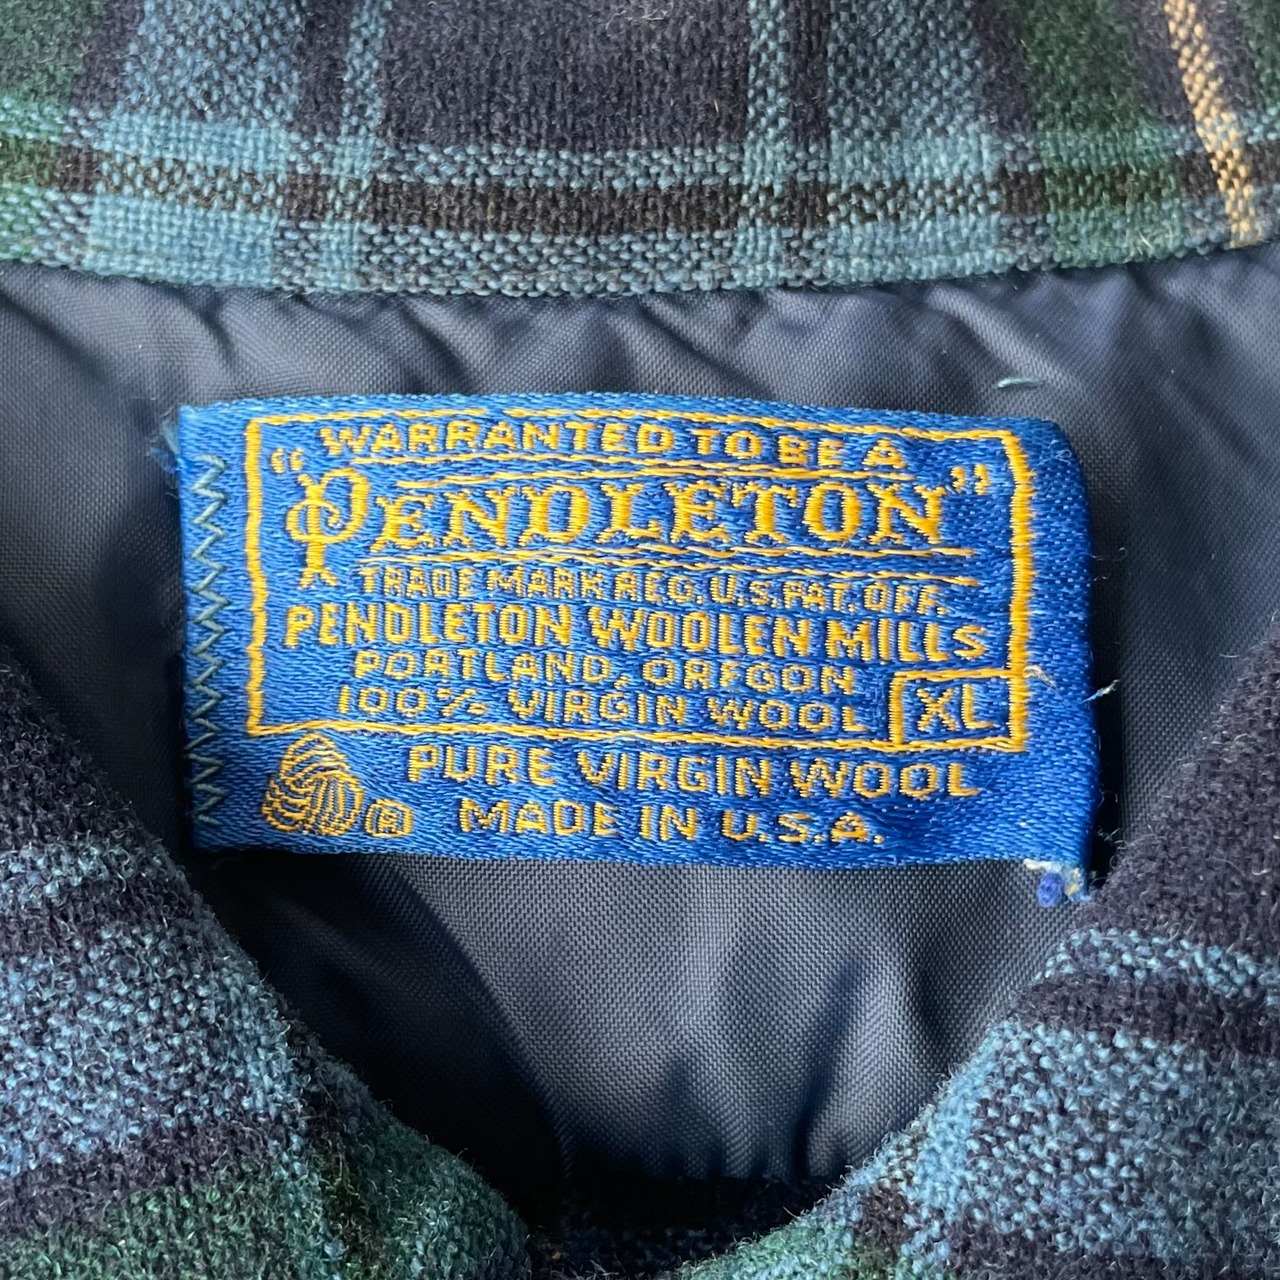 "WARRANTED TO BE A
PENDLETON"
TRADE MARK REG. U.S. PAT. OFF.
PENDLETON WOOLEN MILLS
PORTLAND, OREGON
100% VIRGIN WOOL XL
PURE VIRGIN WOOL
® MADE IN U.S.A.